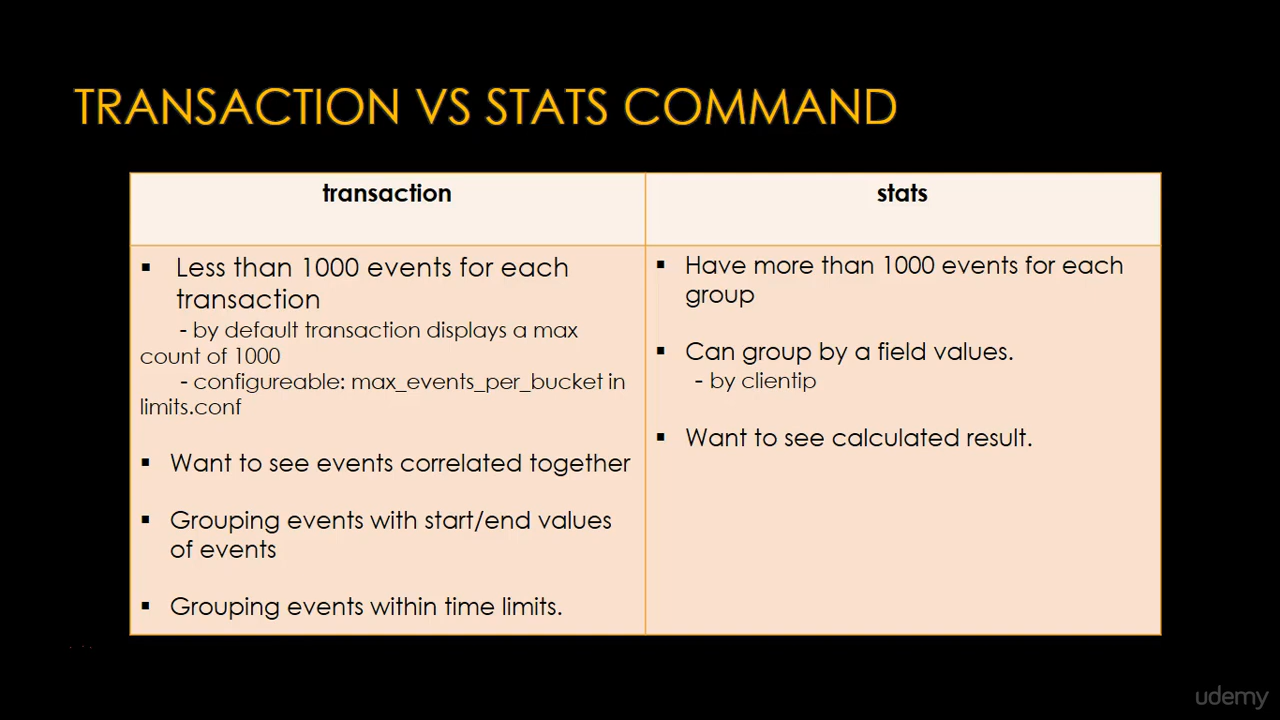 TRANSACTION VS STATS COMMAND
transaction
▪ Less than 1000 events for each
transaction
- by default transaction displays a max
count of 1000
- configureable: max_events_per_bucket in
limits.conf
▪ Want to see events correlated together
▪ Grouping events with start/end values
of events
▪ Grouping events within time limits.
stats
▪ Have more than 1000 events for each
group
▪ Can group by a field values.
- by clientip
▪ Want to see calculated result.
udemy